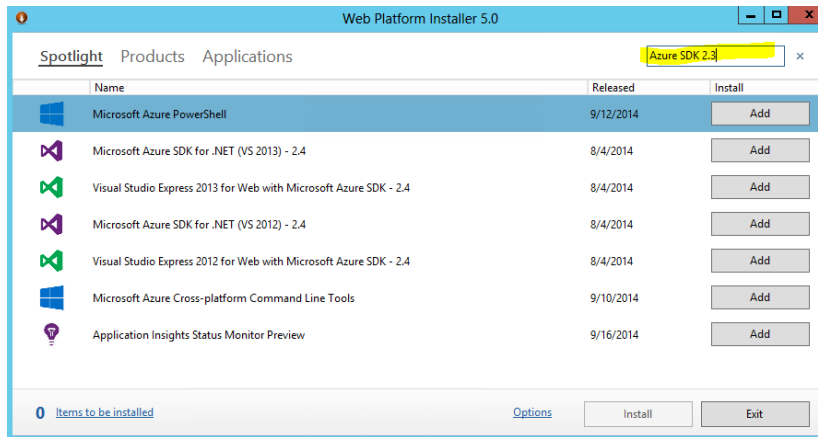 Web Platform Installer 5.0
Spotlight Products Applications Azure SDK 2.3
Name Released Install
Microsoft Azure PowerShell 9/12/2014 Add
Microsoft Azure SDK for .NET (VS 2013) - 2.4 8/4/2014 Add
Visual Studio Express 2013 for Web with Microsoft Azure SDK - 2.4 8/4/2014 Add
Microsoft Azure SDK for .NET (VS 2012) - 2.4 8/4/2014 Add
Visual Studio Express 2012 for Web with Microsoft Azure SDK - 2.4 8/4/2014 Add
Microsoft Azure Cross-platform Command Line Tools 9/10/2014 Add
Application Insights Status Monitor Preview 9/16/2014 Add
0 Items to be installed Options Install Exit